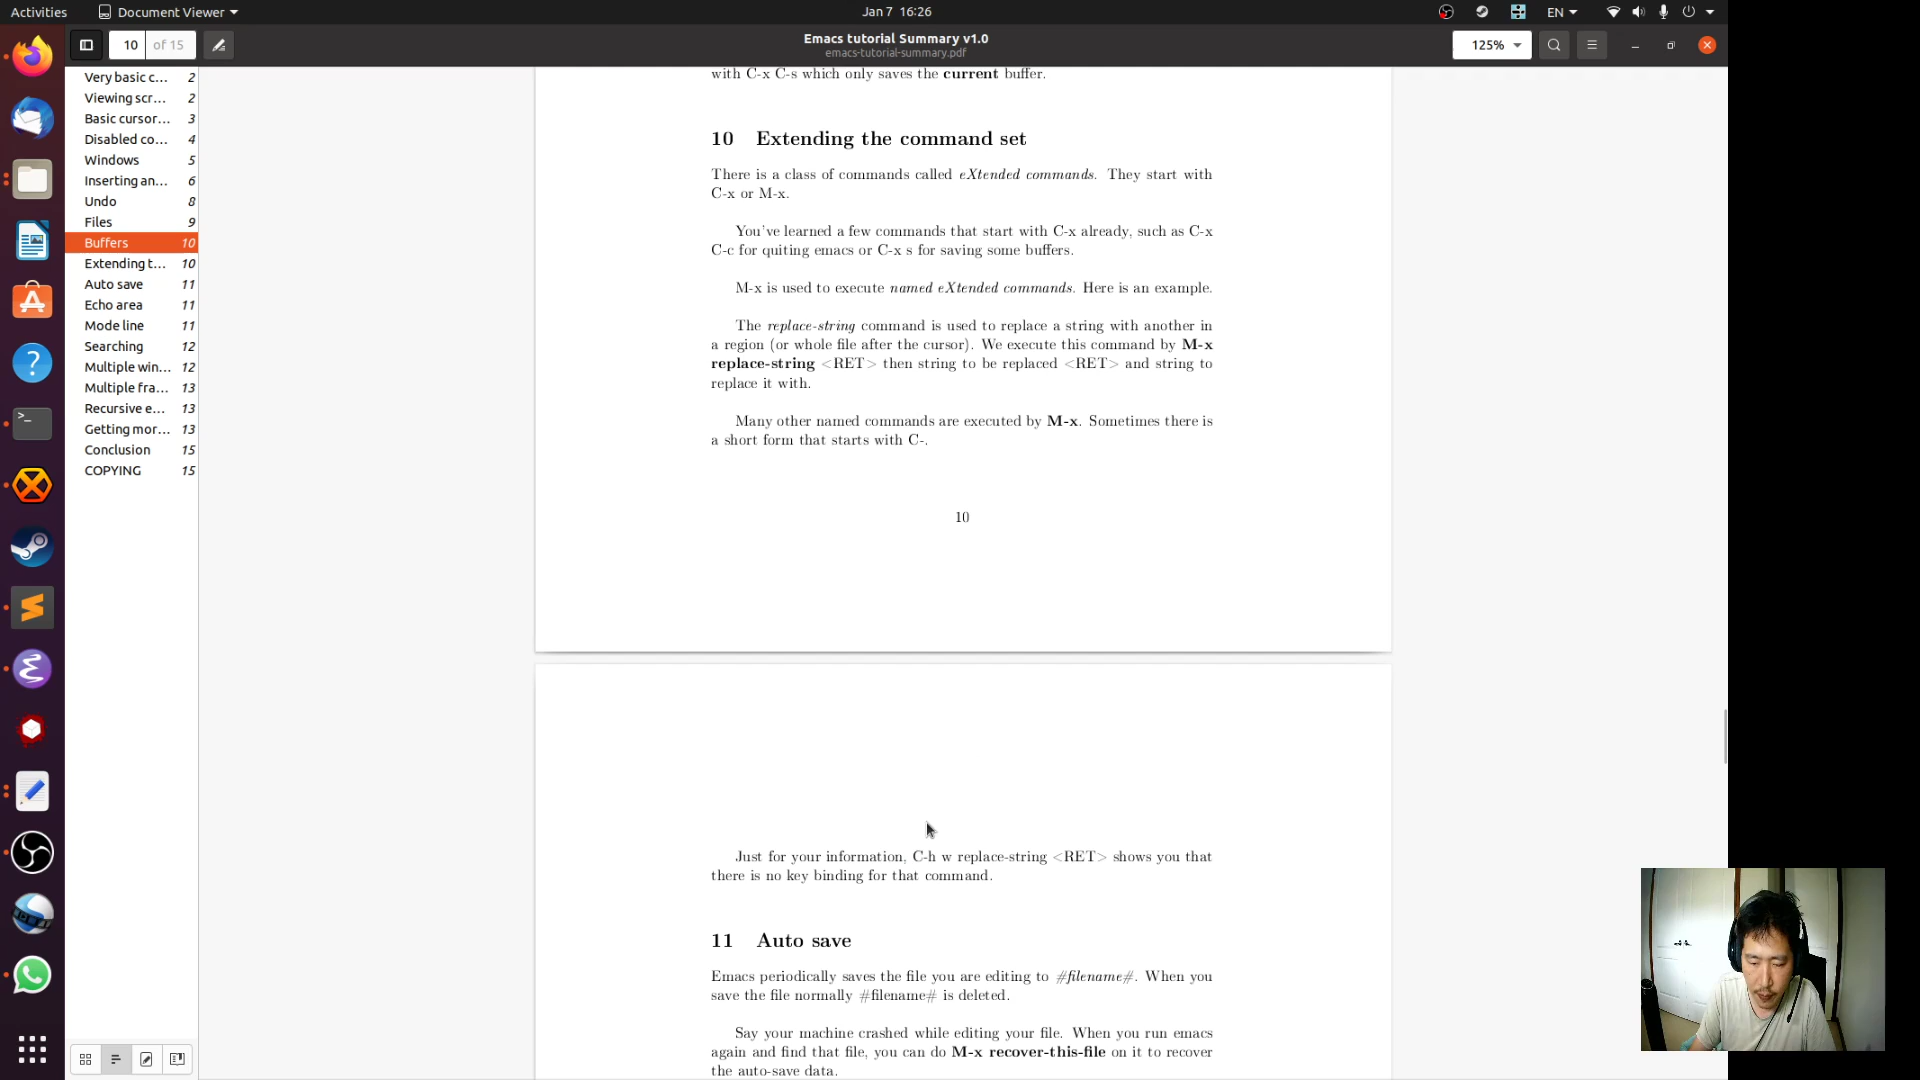 Activities
Document Viewer
Jan 7 16:26
EN
10 of 15
Emacs tutorial Summary v1.0
emacs-tutorial-summary.pdf
125%
Very basic c... 2
Viewing scr... 2
Basic cursor... 3
Disabled co... 4
Windows 5
Inserting an... 6
Undo 8
Files 9
Buffers 10
Extending t... 10
Auto save 11
Echo area 11
Mode line 11
Searching 12
Multiple win... 12
Multiple fra... 13
Recursive e... 13
Getting mor... 13
Conclusion 15
COPYING 15
with C-x C-s which only saves the current buffer.
10 Extending the command set
There is a class of commands called eXtended commands. They start with
C-x or M-x.
You've learned a few commands that start with C-x already, such as C-x
C-c for quiting emacs or C-x s for saving some buffers.
M-x is used to execute named eXtended commands. Here is an example.
The replace-string command is used to replace a string with another in
a region (or whole file after the cursor). We execute this command by M-x
replace-string <RET> then string to be replaced <RET> and string to
replace it with.
Many other named commands are executed by M-x. Sometimes there is
a short form that starts with C-.
10
Just for your information, C-h w replace-string <RET> shows you that
there is no key binding for that command.
11 Auto save
Emacs periodically saves the file you are editing to #filename#. When you
save the file normally #filename# is deleted.
Say your machine crashed while editing your file. When you run emacs
again and find that file, you can do M-x recover-this-file on it to recover
the auto-save data.